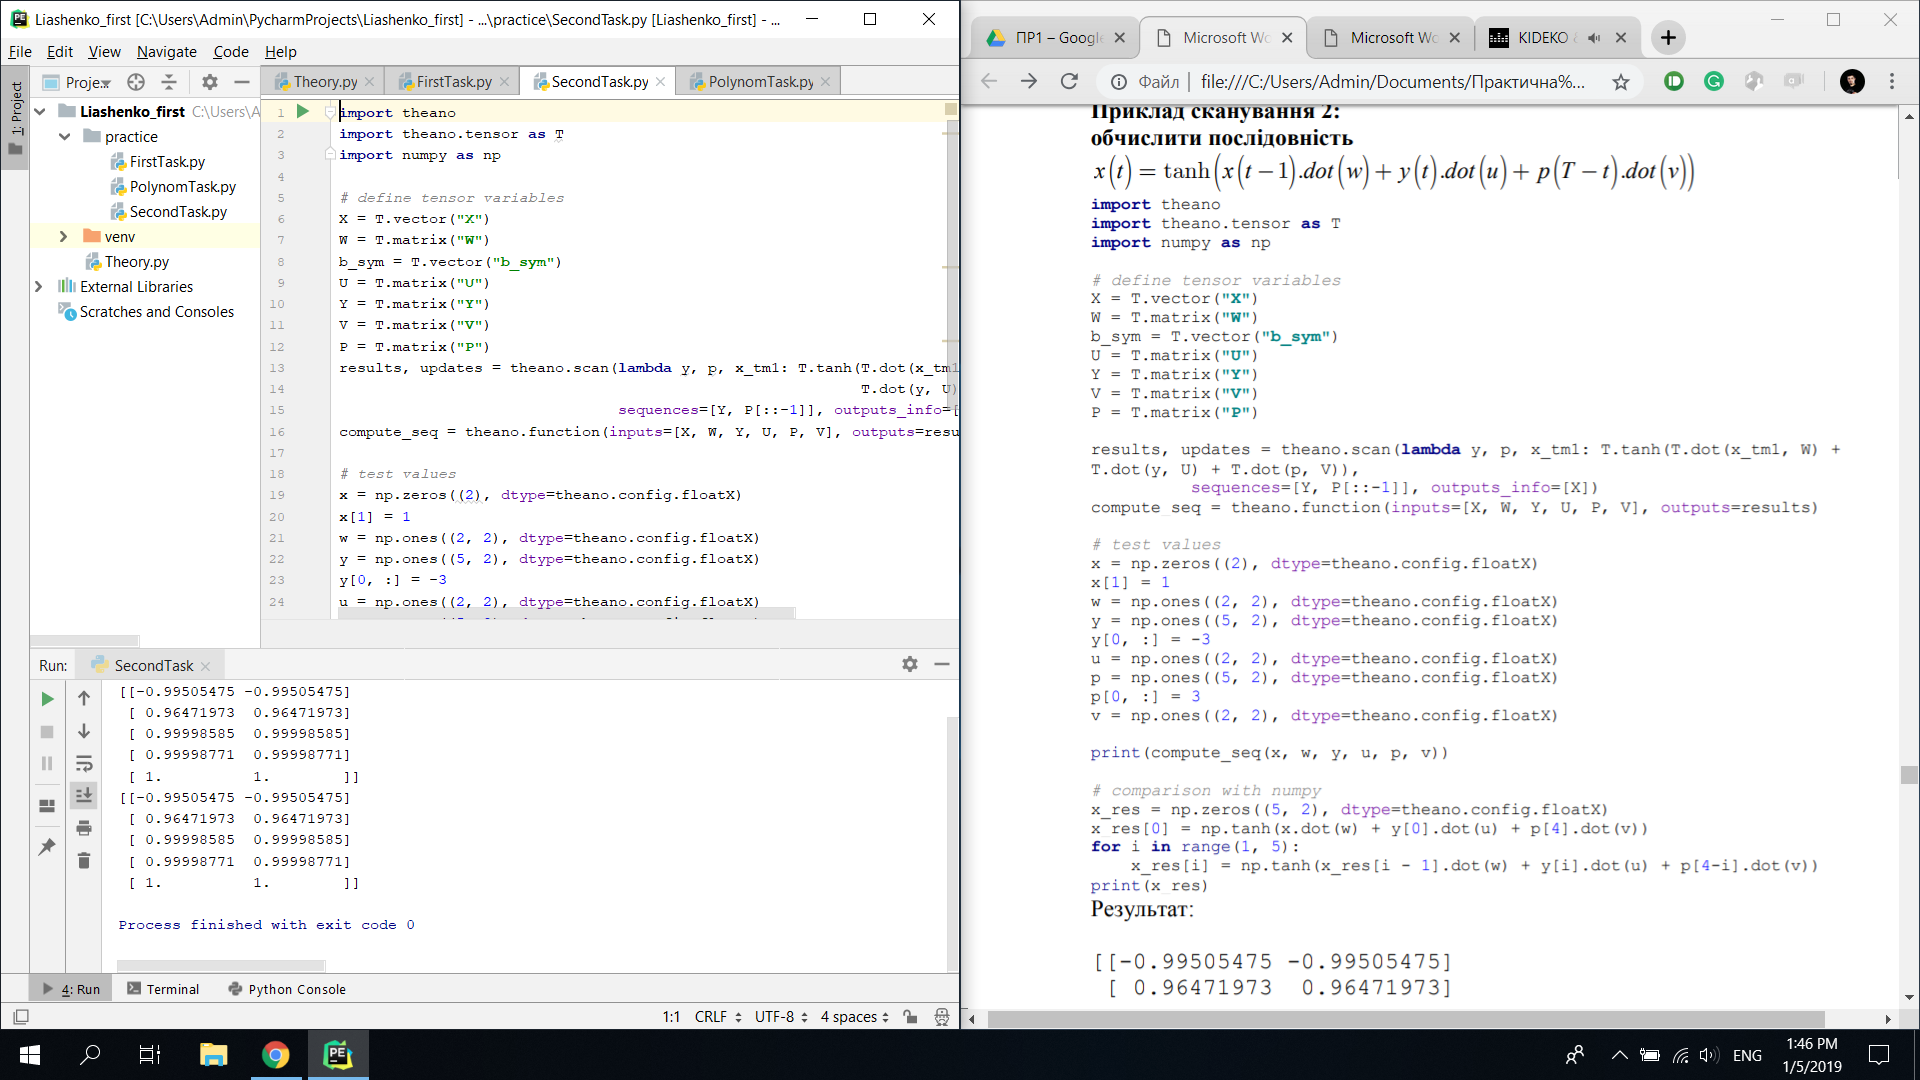 Liashenko_first [C:\Users\Admin\PycharmProjects\Liashenko_first] - ...\practice\SecondTask.py [Liashenko_first] - ...
File Edit View Navigate Code Help
1: Project
Proje
Liashenko_first C:\Users\A
practice
FirstTask.py
PolynomTask.py
SecondTask.py
venv
Theory.py
External Libraries
Scratches and Consoles
Theory.py
FirstTask.py
SecondTask.py
PolynomTask.py
1 import theano
2 import theano.tensor as T
3 import numpy as np
4
5 # define tensor variables
6 X = T.vector("X")
7 W = T.matrix("W")
8 b_sym = T.vector("b_sym")
9 U = T.matrix("U")
10 Y = T.matrix("Y")
11 V = T.matrix("V")
12 P = T.matrix("P")
13 results, updates = theano.scan(lambda y, p, x_tm1: T.tanh(T.dot(x_tm1
14 T.dot(y, U)
15 sequences=[Y, P[::-1]], outputs_info=[
16 compute_seq = theano.function(inputs=[X, W, Y, U, P, V], outputs=resu
17
18 # test values
19 x = np.zeros((2), dtype=theano.config.floatX)
20 x[1] = 1
21 w = np.ones((2, 2), dtype=theano.config.floatX)
22 y = np.ones((5, 2), dtype=theano.config.floatX)
23 y[0, :] = -3
24 u = np.ones((2, 2), dtype=theano.config.floatX)
Run: SecondTask
[[-0.99505475 -0.99505475]
[ 0.96471973 0.96471973]
[ 0.99998585 0.99998585]
[ 0.99998771 0.99998771]
[ 1. 1. ]]
[[-0.99505475 -0.99505475]
[ 0.96471973 0.96471973]
[ 0.99998585 0.99998585]
[ 0.99998771 0.99998771]
[ 1. 1. ]]
Process finished with exit code 0
4: Run Terminal Python Console
1:1 CRLF UTF-8 4 spaces
ПР1 – Google
Microsoft Wo
Microsoft Wo
KIDEKO
Файл | file:///C:/Users/Admin/Documents/Практична%...
Приклад сканування 2:
обчислити послідовність
x(t) = tanh(x(t−1).dot(w)+y(t).dot(u)+p(T−t).dot(v))
import theano
import theano.tensor as T
import numpy as np
# define tensor variables
X = T.vector("X")
W = T.matrix("W")
b_sym = T.vector("b_sym")
U = T.matrix("U")
Y = T.matrix("Y")
V = T.matrix("V")
P = T.matrix("P")
results, updates = theano.scan(lambda y, p, x_tm1: T.tanh(T.dot(x_tm1, W) +
T.dot(y, U) + T.dot(p, V)),
sequences=[Y, P[::-1]], outputs_info=[X])
compute_seq = theano.function(inputs=[X, W, Y, U, P, V], outputs=results)
# test values
x = np.zeros((2), dtype=theano.config.floatX)
x[1] = 1
w = np.ones((2, 2), dtype=theano.config.floatX)
y = np.ones((5, 2), dtype=theano.config.floatX)
y[0, :] = -3
u = np.ones((2, 2), dtype=theano.config.floatX)
p = np.ones((5, 2), dtype=theano.config.floatX)
p[0, :] = 3
v = np.ones((2, 2), dtype=theano.config.floatX)
print(compute_seq(x, w, y, u, p, v))
# comparison with numpy
x_res = np.zeros((5, 2), dtype=theano.config.floatX)
x_res[0] = np.tanh(x.dot(w) + y[0].dot(u) + p[4].dot(v))
for i in range(1, 5):
x_res[i] = np.tanh(x_res[i - 1].dot(w) + y[i].dot(u) + p[4-i].dot(v))
print(x_res)
Результат:
[[-0.99505475 -0.99505475]
[ 0.96471973 0.96471973]
ENG
1:46 PM
1/5/2019